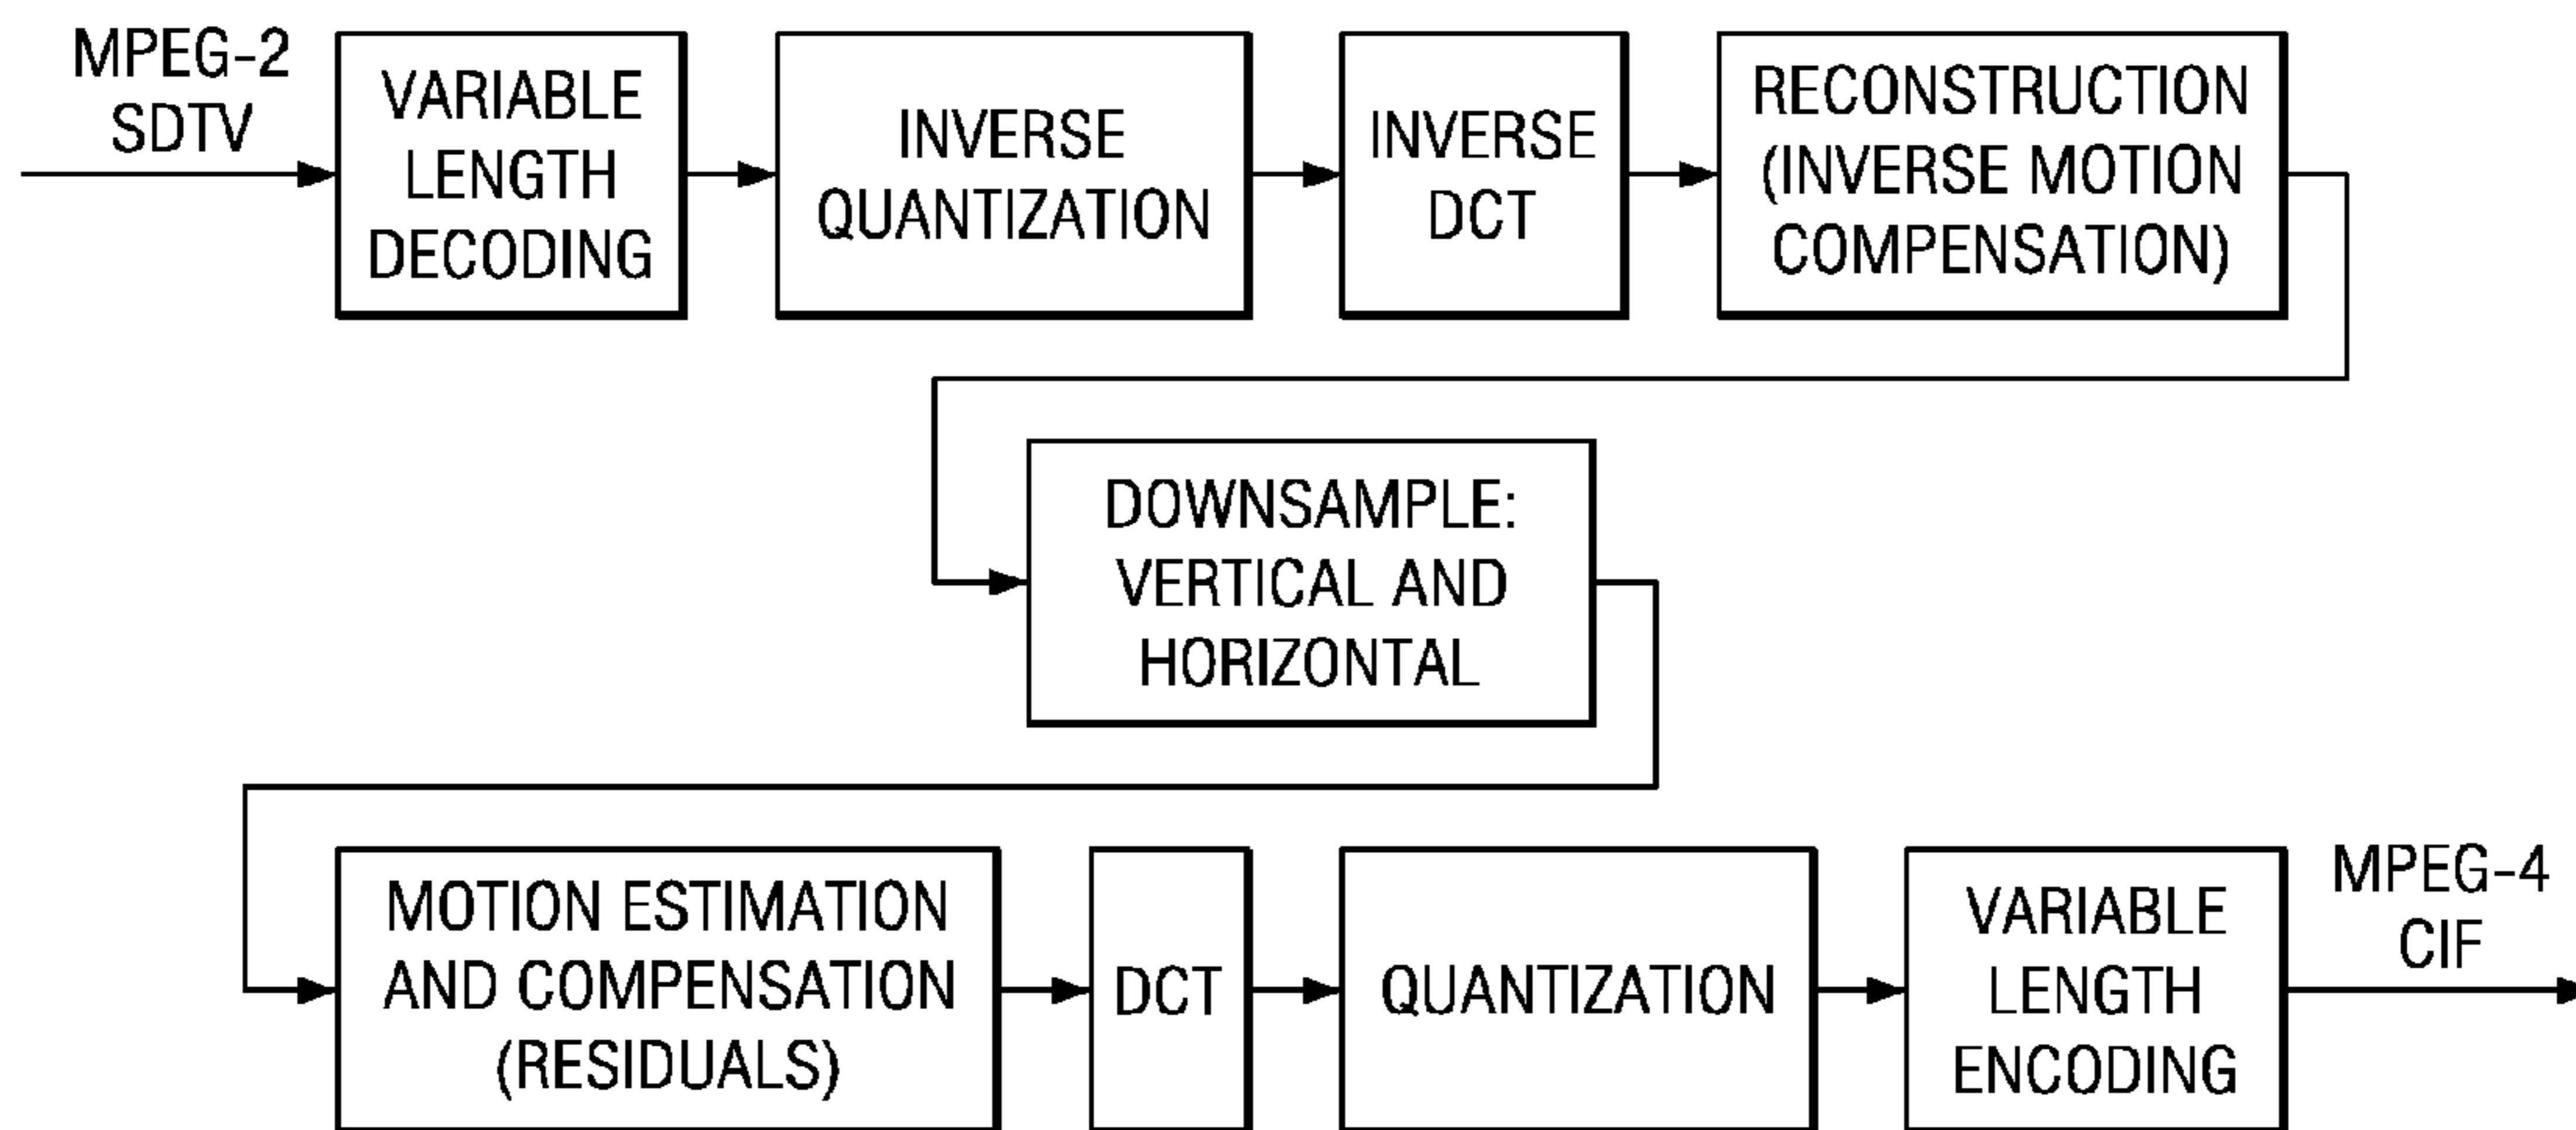 MPEG-2
SDTV
VARIABLE
LENGTH
DECODING
INVERSE
QUANTIZATION
INVERSE
DCT
RECONSTRUCTION
(INVERSE MOTION
COMPENSATION)
DOWNSAMPLE:
VERTICAL AND
HORIZONTAL
MOTION ESTIMATION
AND COMPENSATION
(RESIDUALS)
DCT
QUANTIZATION
VARIABLE
LENGTH
ENCODING
MPEG-4
CIF